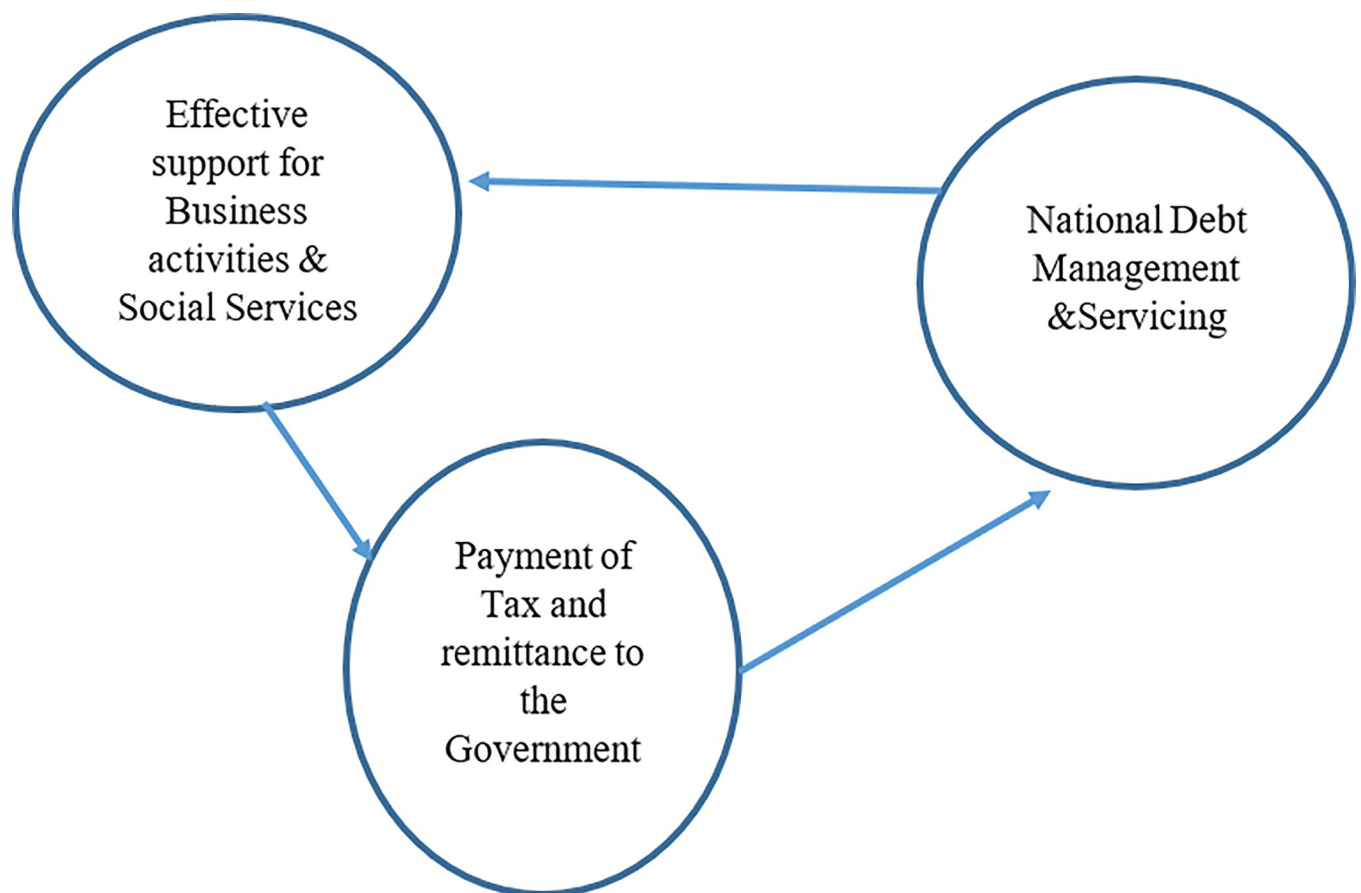 Effective
support for
Business
activities &
Social Services
National Debt
Management
&Servicing
Payment of
Tax and
remittance to
the
Government